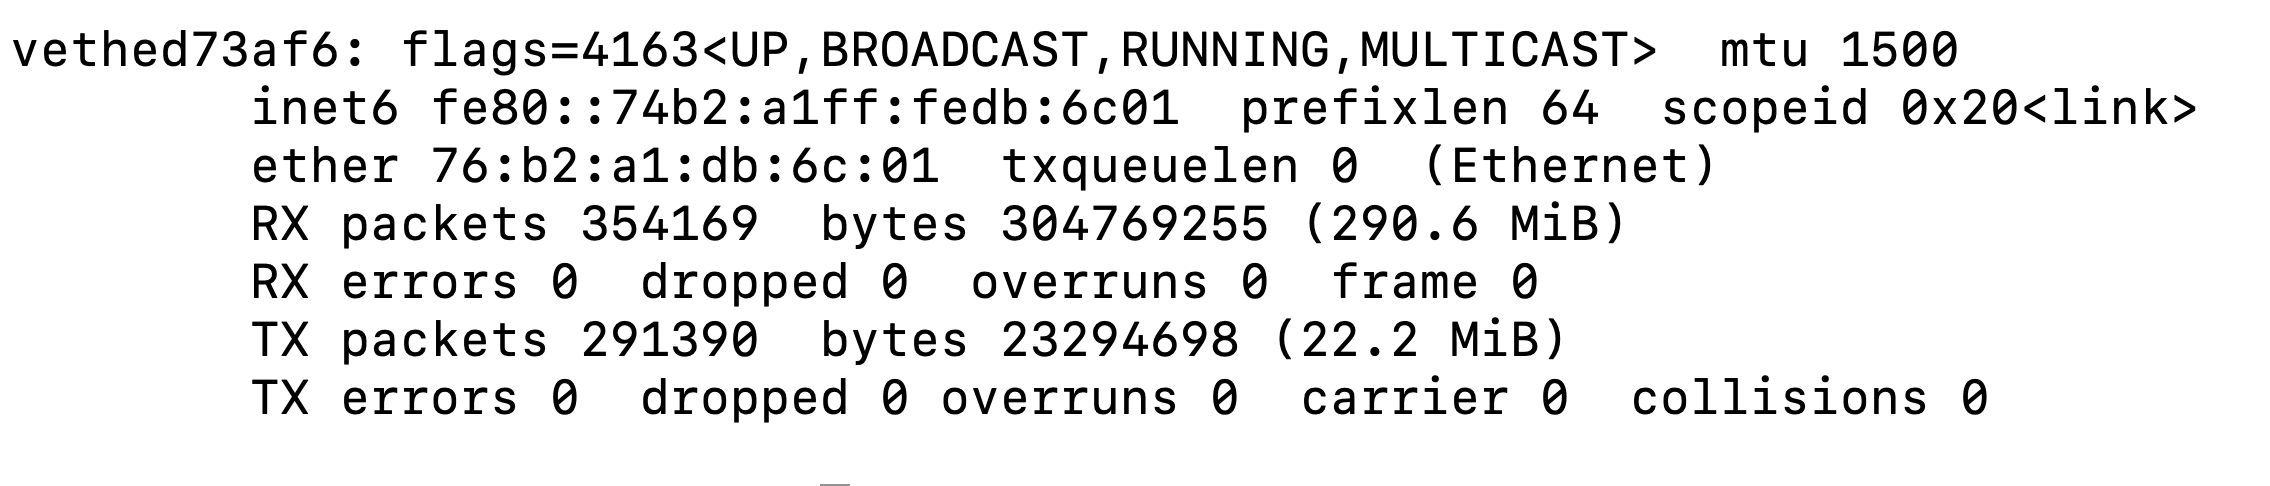 vethed73af6: flags=4163<UP,BROADCAST,RUNNING,MULTICAST>  mtu 1500
        inet6 fe80::74b2:a1ff:fedb:6c01  prefixlen 64  scopeid 0x20<link>
        ether 76:b2:a1:db:6c:01  txqueuelen 0  (Ethernet)
        RX packets 354169  bytes 304769255 (290.6 MiB)
        RX errors 0  dropped 0  overruns 0  frame 0
        TX packets 291390  bytes 23294698 (22.2 MiB)
        TX errors 0  dropped 0 overruns 0  carrier 0  collisions 0